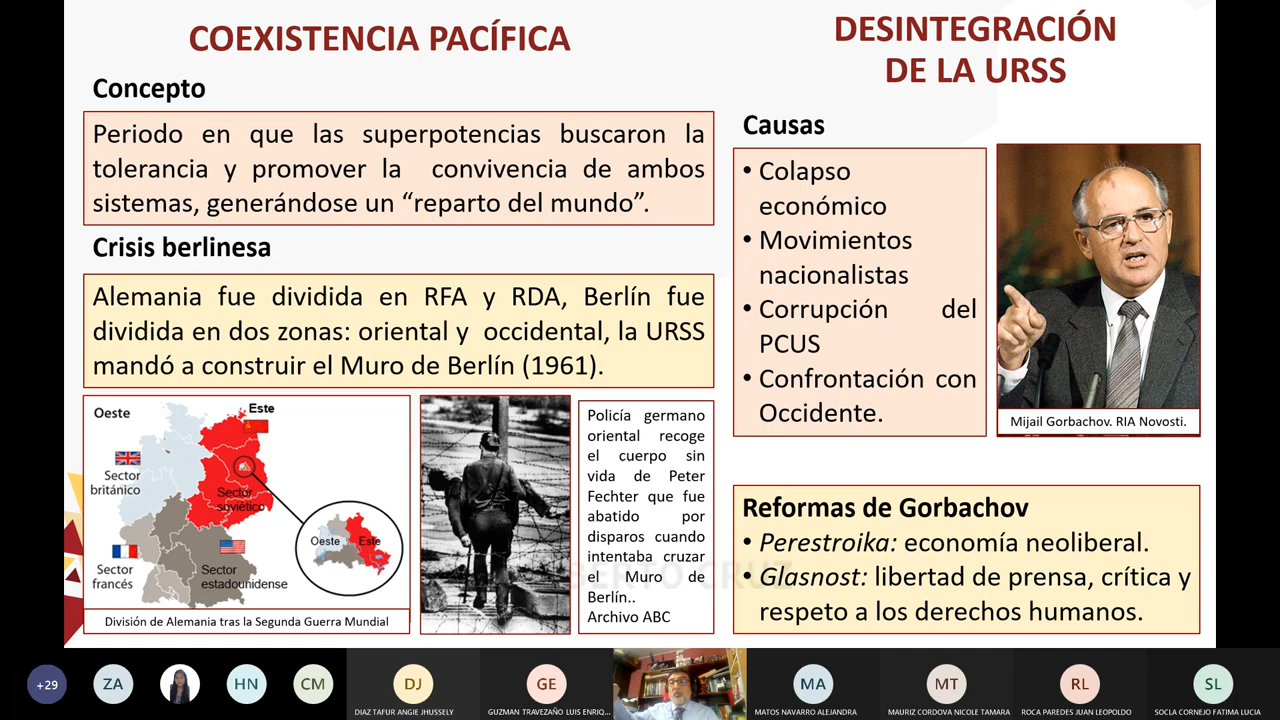 COEXISTENCIA PACÍFICA
Concepto
Periodo en que las superpotencias buscaron la
tolerancia y promover la convivencia de ambos
sistemas, generándose un “reparto del mundo”.
Crisis berlinesa
Alemania fue dividida en RFA y RDA, Berlín fue
dividida en dos zonas: oriental y occidental, la URSS
mandó a construir el Muro de Berlín (1961).
Oeste
Este
Sector
británico
Sector
soviético
Oeste
Este
Sector
francés
Sector
estadounidense
División de Alemania tras la Segunda Guerra Mundial
Policía germano
oriental recoge
el cuerpo sin
vida de Peter
Fechter que fue
abatido por
disparos cuando
intentaba cruzar
el Muro de
Berlín..
Archivo ABC
DESINTEGRACIÓN
DE LA URSS
Causas
• Colapso
económico
• Movimientos
nacionalistas
• Corrupción del
PCUS
• Confrontación con
Occidente.
Mijail Gorbachov. RIA Novosti.
Reformas de Gorbachov
• Perestroika: economía neoliberal.
• Glasnost: libertad de prensa, crítica y
respeto a los derechos humanos.
CRUZ
+29
ZA
HN
CM
DJ
DIAZ TAFUR ANGIE JHUSSELY
GE
GUZMAN TRAVEZAÑO LUIS ENRIQ...
MA
MATOS NAVARRO ALEJANDRA
MT
MAURIZ CORDOVA NICOLE TAMARA
RL
ROCA PAREDES JUAN LEOPOLDO
SL
SOCLA CORNEJO FATIMA LUCIA